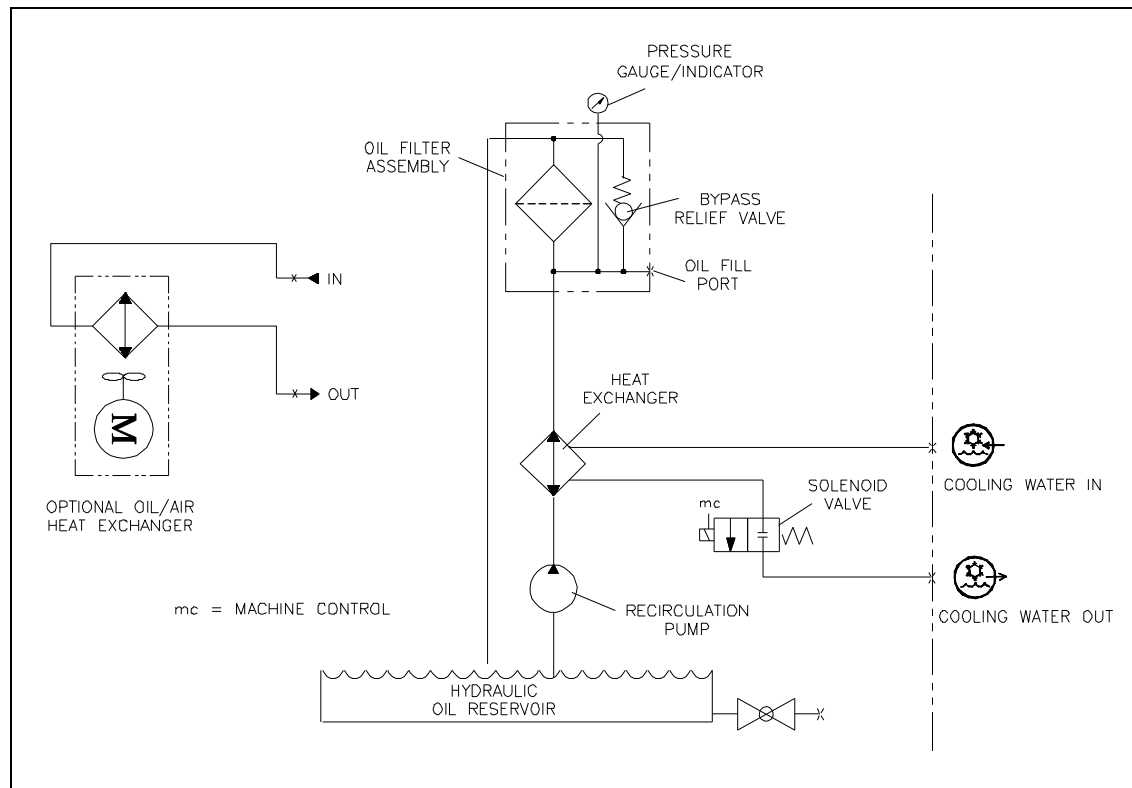 PRESSURE
GAUGE/INDICATOR
OIL FILTER
ASSEMBLY
BYPASS
RELIEF VALVE
OIL FILL
PORT
IN
OUT
M
OPTIONAL OIL/AIR
HEAT EXCHANGER
HEAT
EXCHANGER
COOLING WATER IN
SOLENOID
VALVE
mc
COOLING WATER OUT
mc = MACHINE CONTROL
RECIRCULATION
PUMP
HYDRAULIC
OIL RESERVOIR